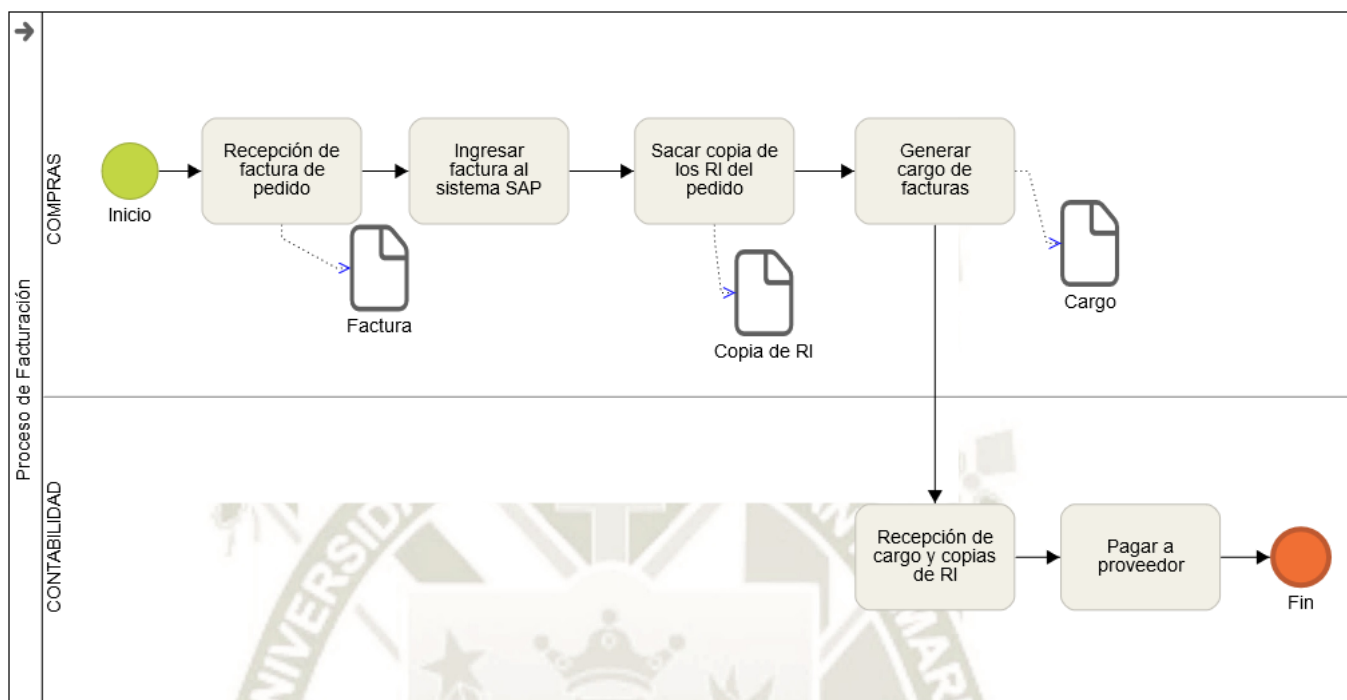 Proceso de Facturación
COMPRAS
Inicio
Recepción de
factura de
pedido
Ingresar
factura al
sistema SAP
Sacar copia de
los RI del
pedido
Generar
cargo de
facturas
Factura
Copia de RI
Cargo
CONTABILIDAD
Recepción de
cargo y copias
de RI
Pagar a
proveedor
Fin